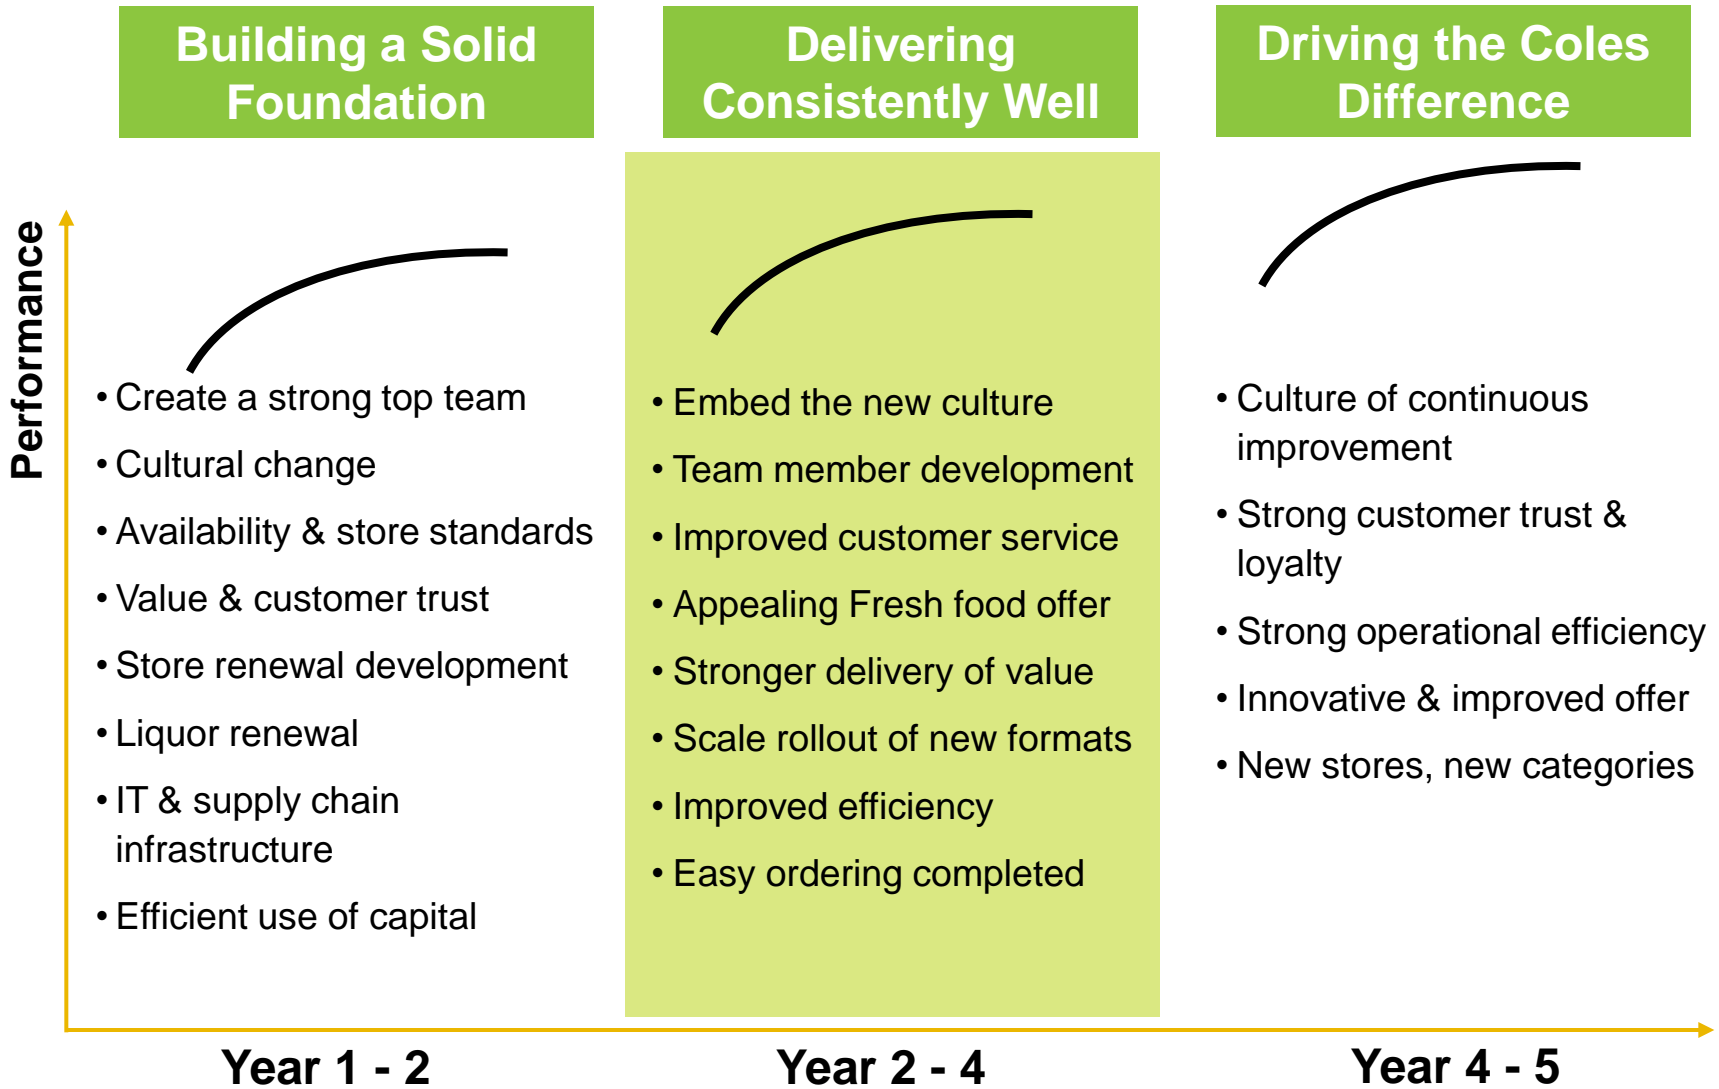 Building a Solid
Foundation
Delivering
Consistently Well
Driving the Coles
Difference
Performance
• Create a strong top team
• Cultural change
• Availability & store standards
• Value & customer trust
• Store renewal development
• Liquor renewal
• IT & supply chain
infrastructure
• Efficient use of capital
• Embed the new culture
• Team member development
• Improved customer service
• Appealing Fresh food offer
• Stronger delivery of value
• Scale rollout of new formats
• Improved efficiency
• Easy ordering completed
• Culture of continuous
improvement
• Strong customer trust &
loyalty
• Strong operational efficiency
• Innovative & improved offer
• New stores, new categories
Year 1 - 2
Year 2 - 4
Year 4 - 5